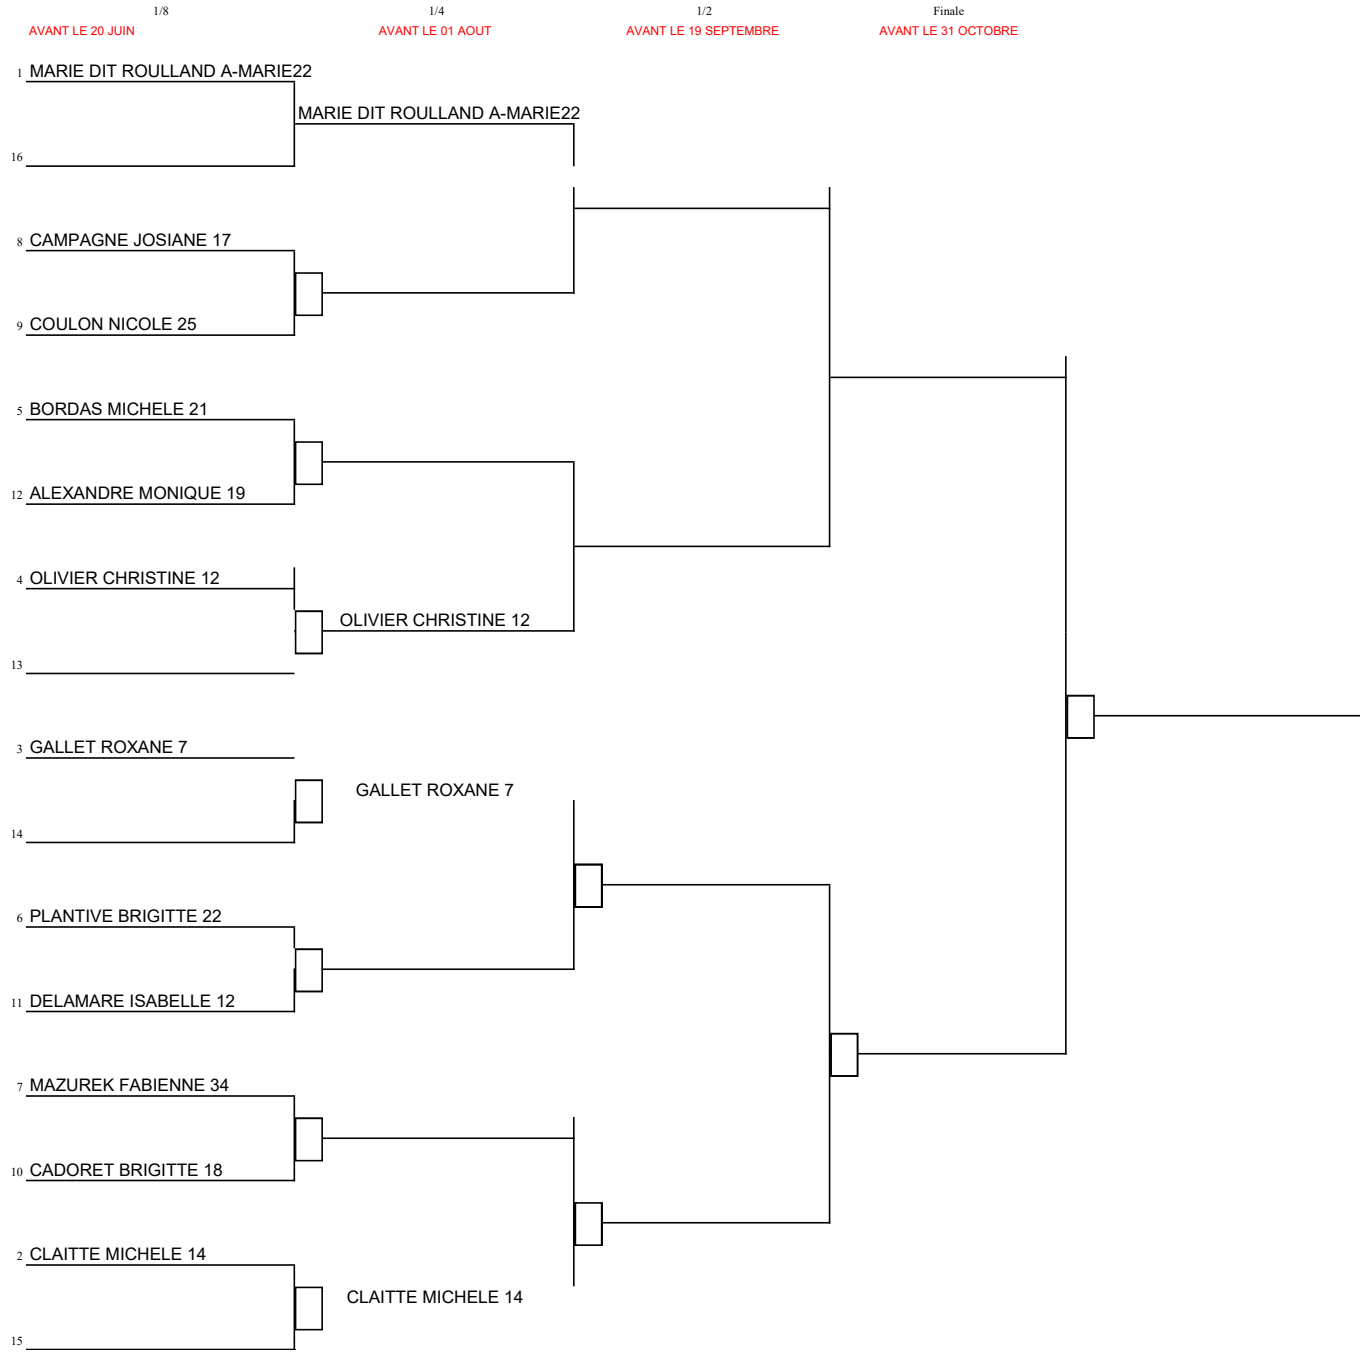 1/8 1/4 1/2 Finale
AVANT LE 20 JUIN AVANT LE 01 AOUT AVANT LE 19 SEPTEMBRE AVANT LE 31 OCTOBRE
1 MARIE DIT ROULLAND A-MARIE22
MARIE DIT ROULLAND A-MARIE22
16
8 CAMPAGNE JOSIANE 17
9 COULON NICOLE 25
5 BORDAS MICHELE 21
12 ALEXANDRE MONIQUE 19
4 OLIVIER CHRISTINE 12
OLIVIER CHRISTINE 12
13
3 GALLET ROXANE 7
GALLET ROXANE 7
14
6 PLANTIVE BRIGITTE 22
11 DELAMARE ISABELLE 12
7 MAZUREK FABIENNE 34
10 CADORET BRIGITTE 18
2 CLAITTE MICHELE 14
CLAITTE MICHELE 14
15